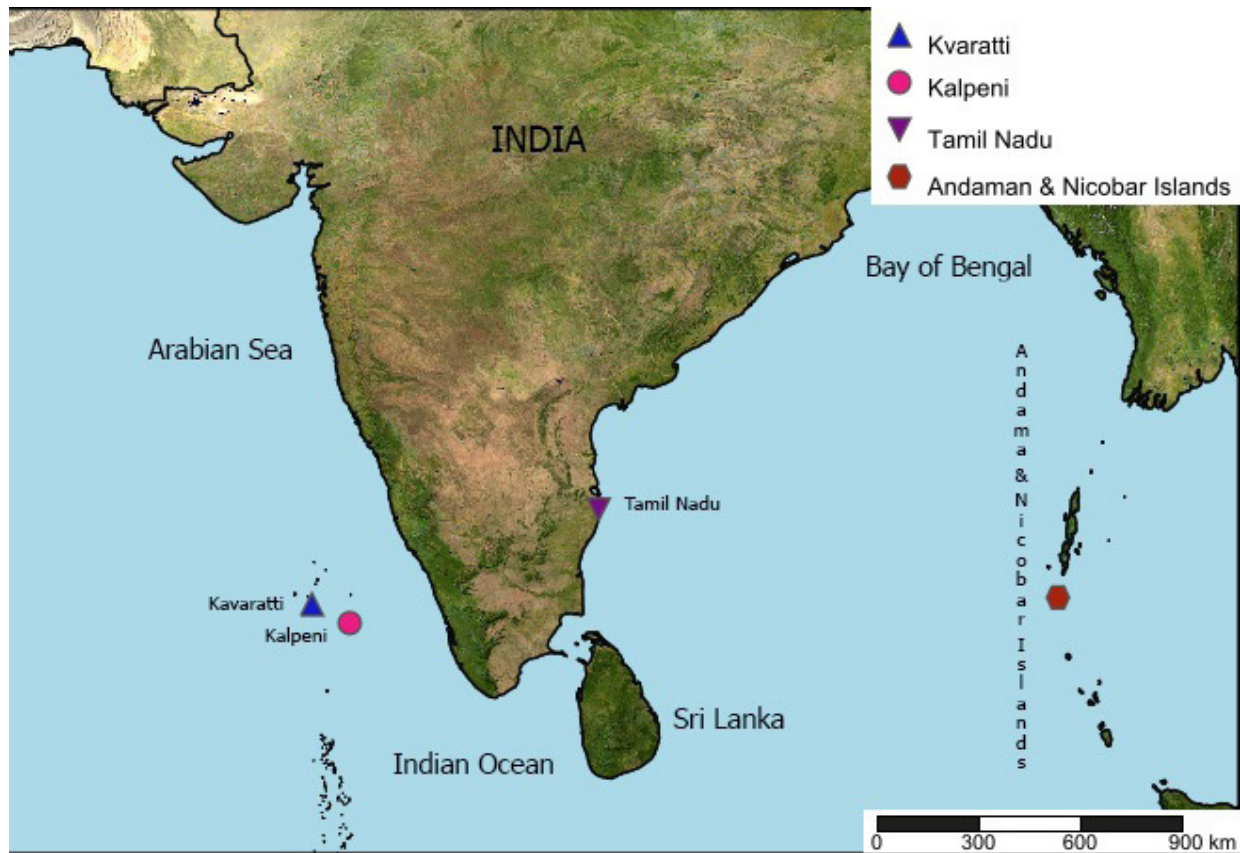 Kvaratti
Kalpeni
Tamil Nadu
Andaman & Nicobar Islands
INDIA
Bay of Bengal
Arabian Sea
Andama & Nicobar Islands
Tamil Nadu
Kavaratti
Kalpeni
Sri Lanka
Indian Ocean
0 300 600 900 km